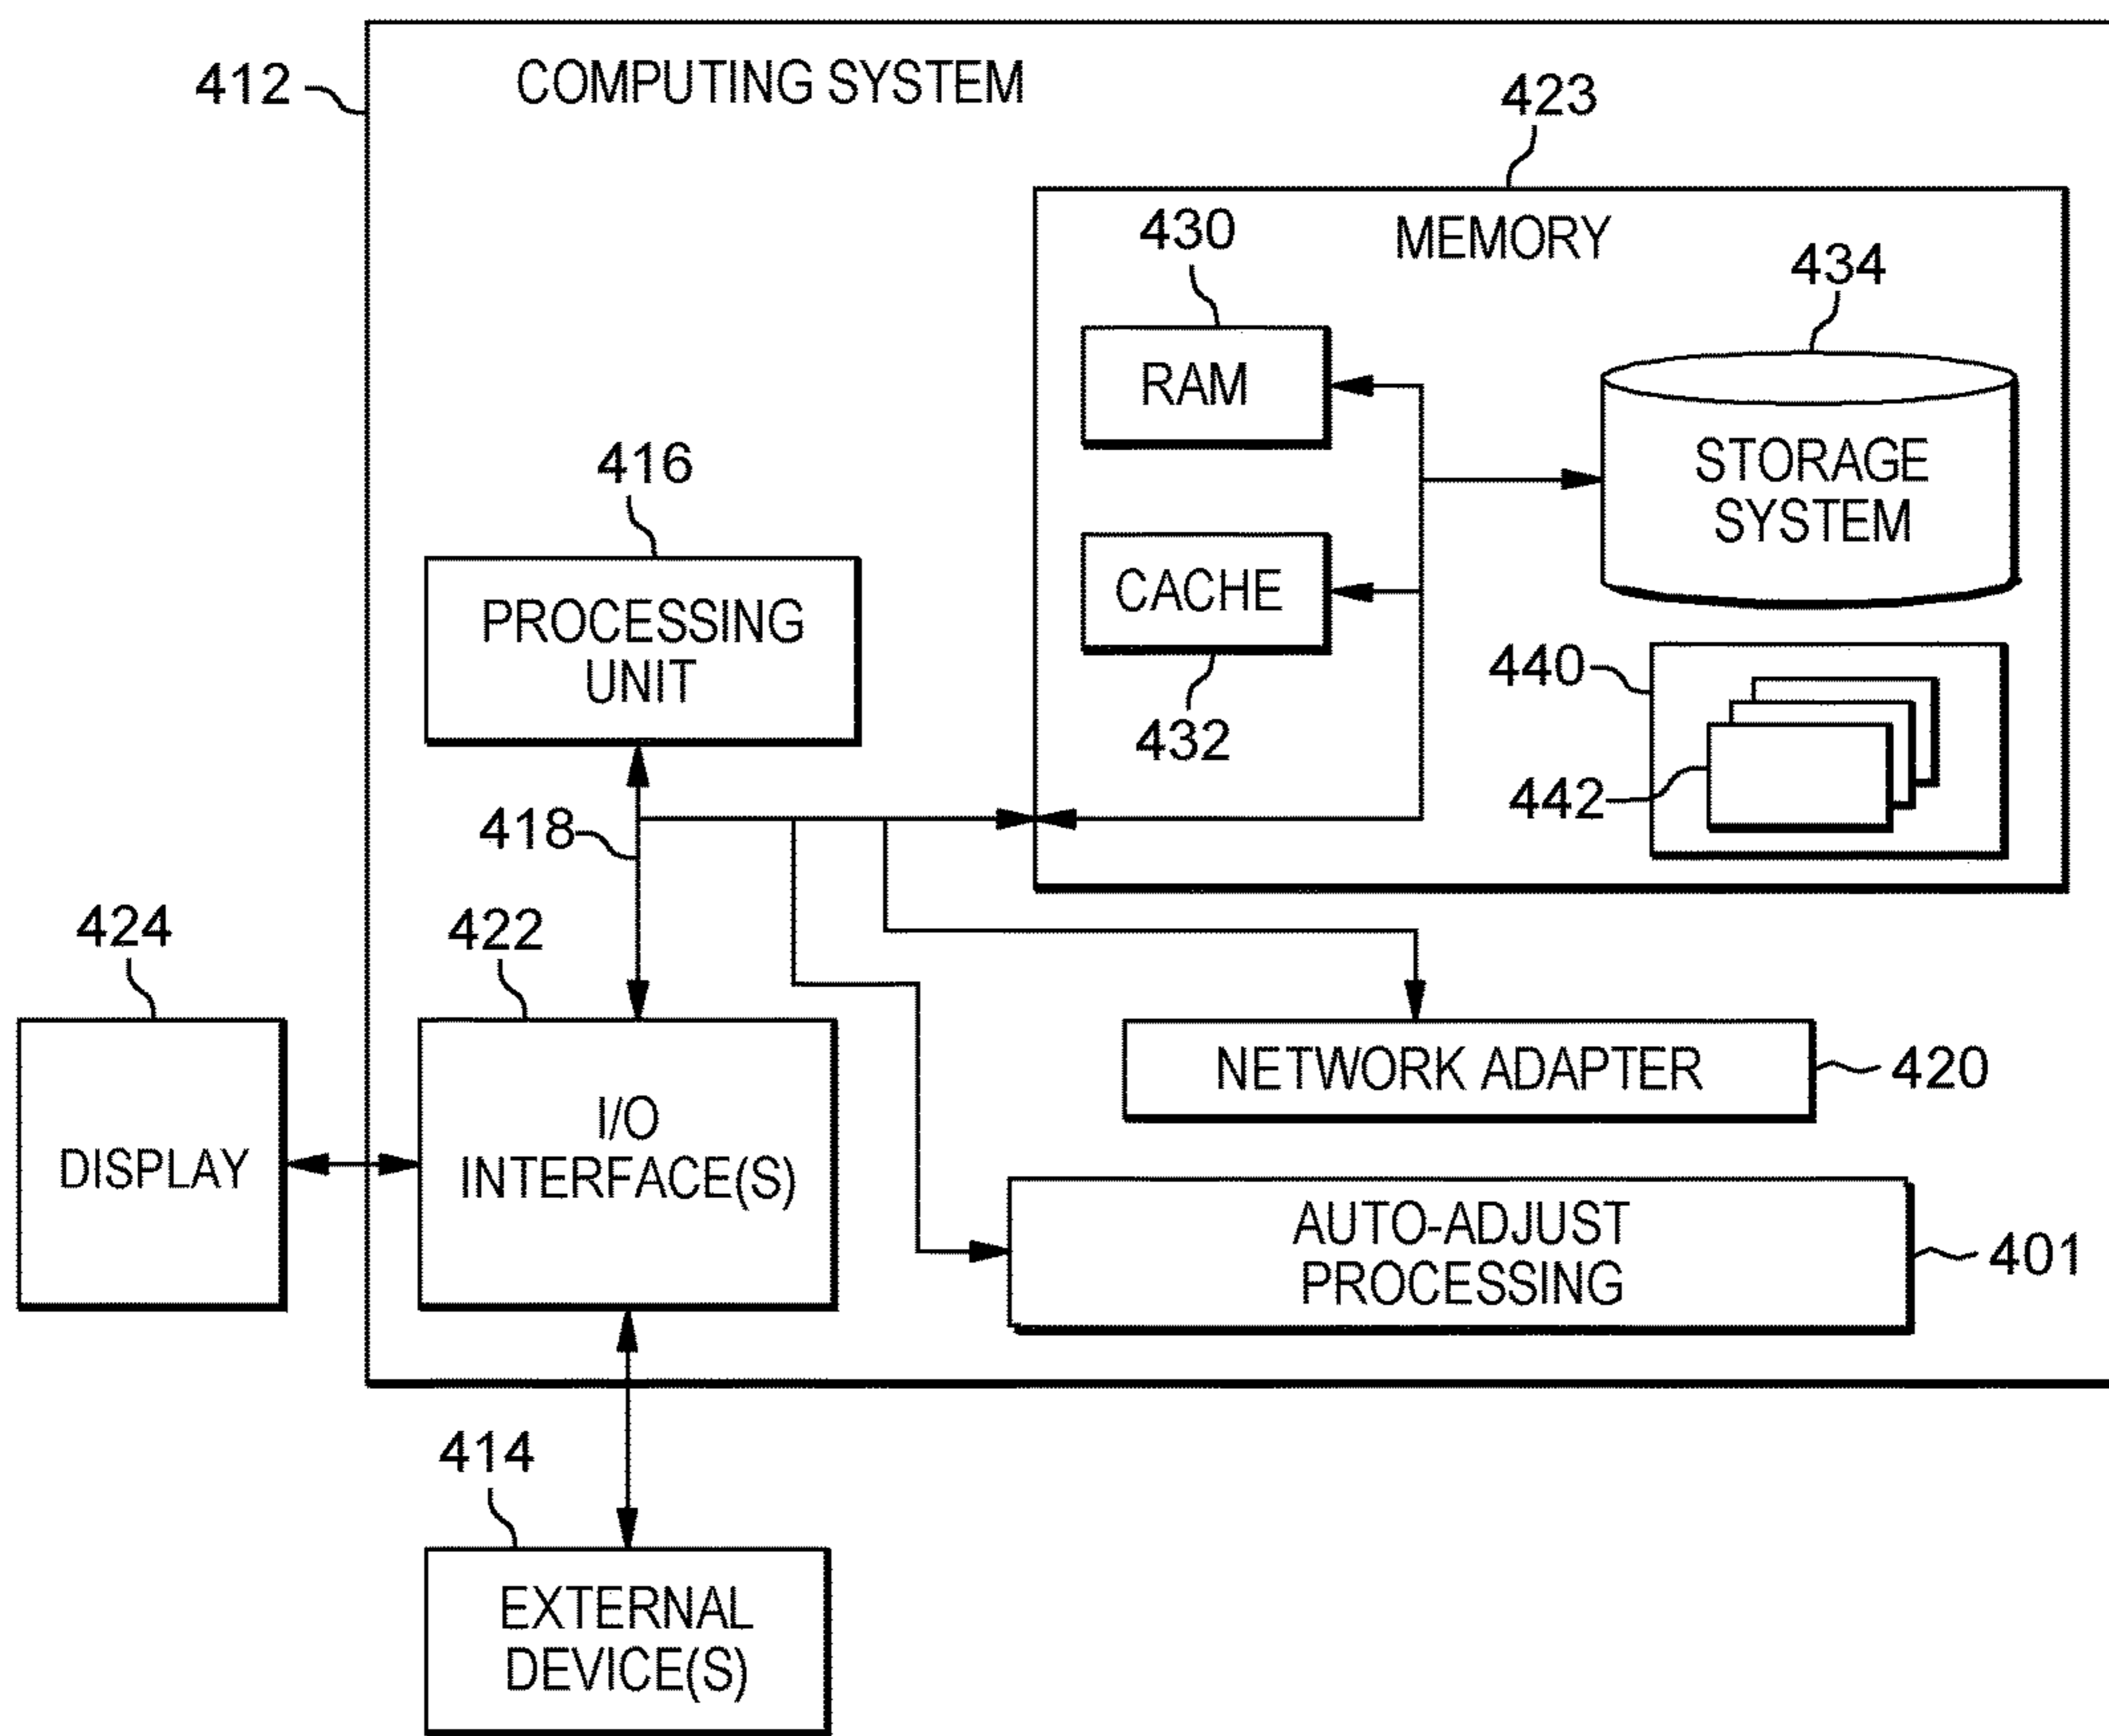 412
COMPUTING SYSTEM
423
MEMORY
430
RAM
434
STORAGE
SYSTEM
416
PROCESSING
UNIT
CACHE
432
440
442
418
424
DISPLAY
422
I/O
INTERFACE(S)
NETWORK ADAPTER
420
AUTO-ADJUST
PROCESSING
401
414
EXTERNAL
DEVICE(S)